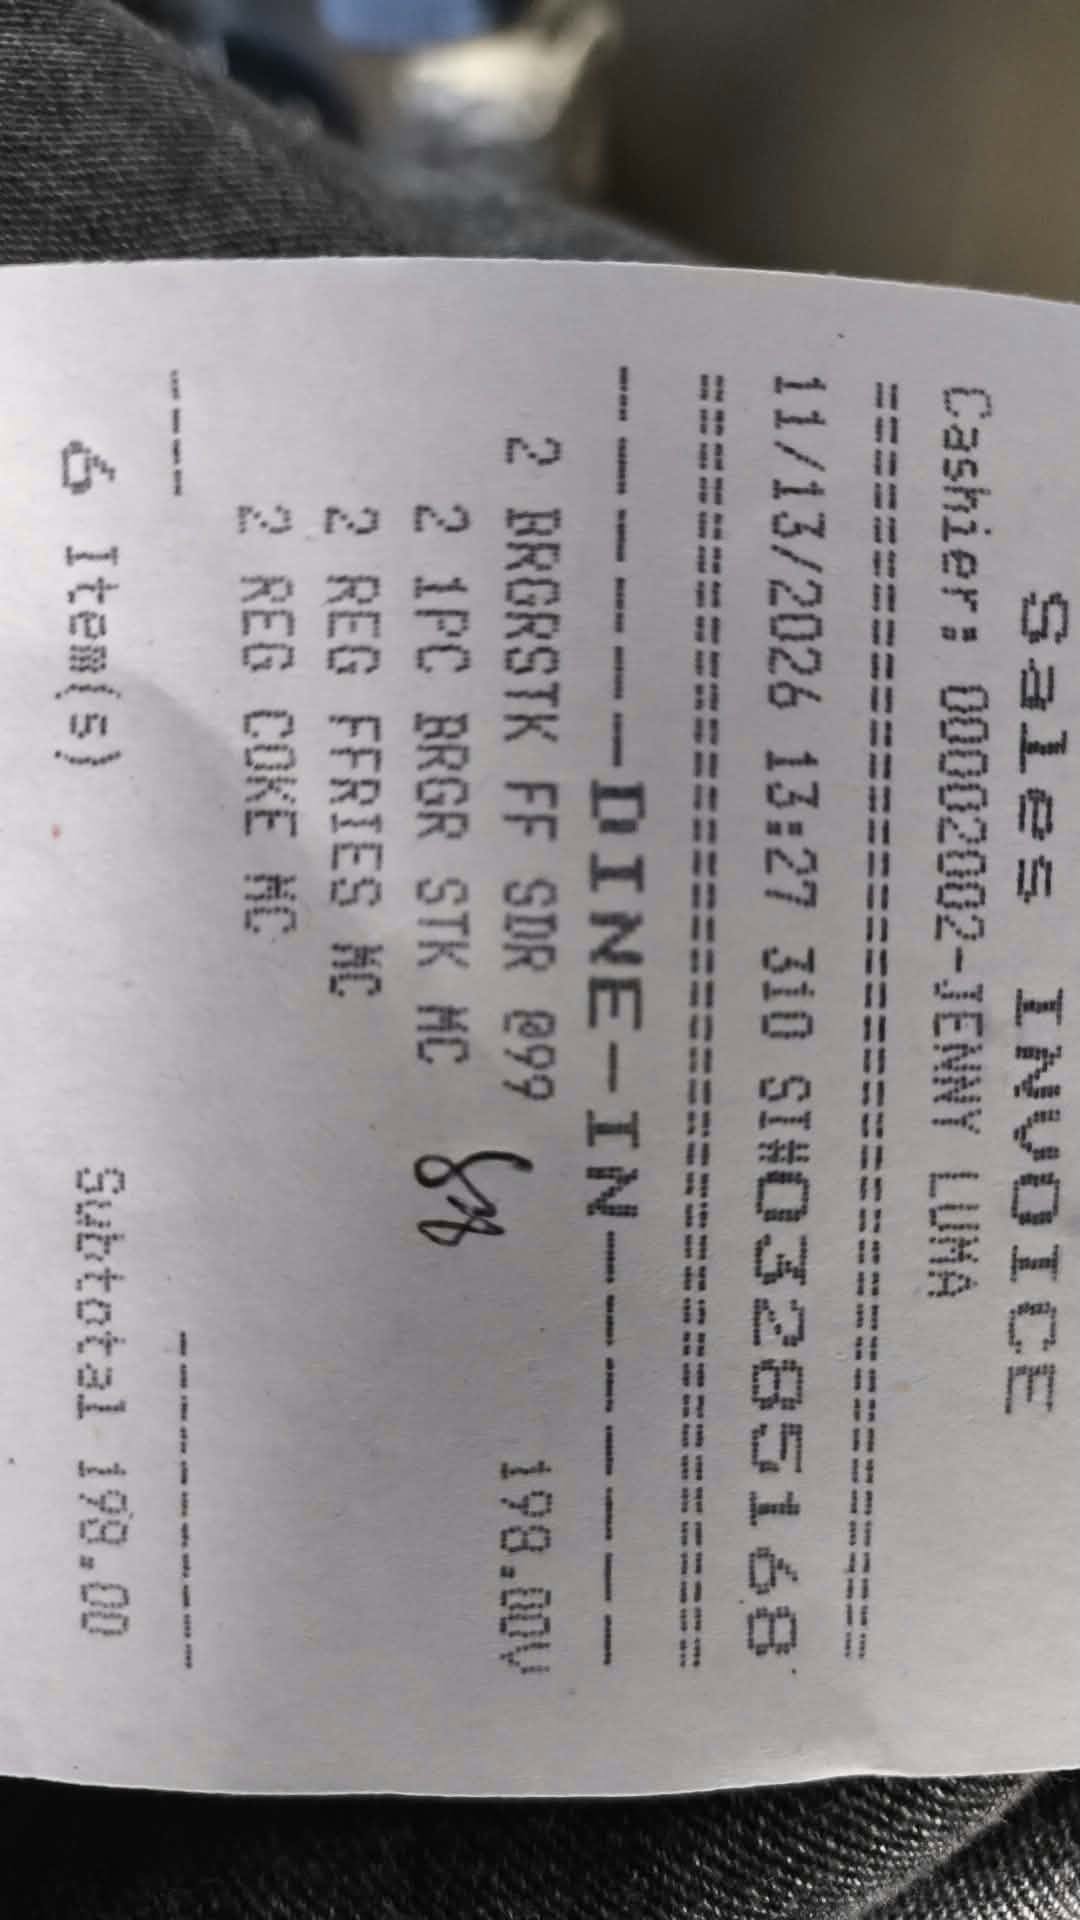 Sales INVOICE
Cashier: 00002002-JENNY LUMA
================================
11/13/2026 13:27 310 SI#03285168
================================
----------DINE-IN----------
2 BRGRSTK FF SDR @99 198.00V
2 1PC BRGR STK MC
2 REG FFRIES MC
2 REG COKE MC
---- ----------
6 Item(s) Subtotal 198.00